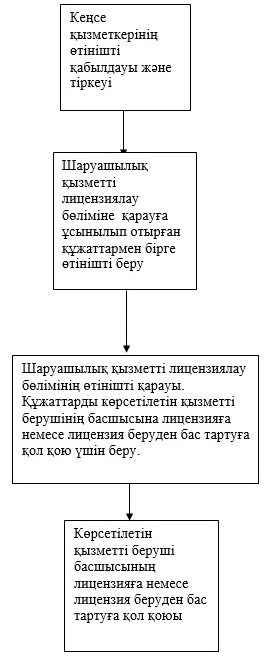 Кеңсе
қызметкерінің
өтінішті
қабылдауы және
тіркеуі
Шаруашылық
қызметті
лицензиялау
бөліміне қарауға
ұсынылып отырған
құжаттармен бірге
өтінішті беру
Шаруашылық қызметті лицензиялау
бөлімінің өтінішті қарауы.
Құжаттарды көрсетілетін қызметті
берушінің басшысына лицензияға
немесе лицензия беруден бас тартуға
қол қою үшін беру.
Көрсетілетін
қызметті беруші
басшысының
лицензияға немесе
лицензия беруден бас
тартуға қол қоюы